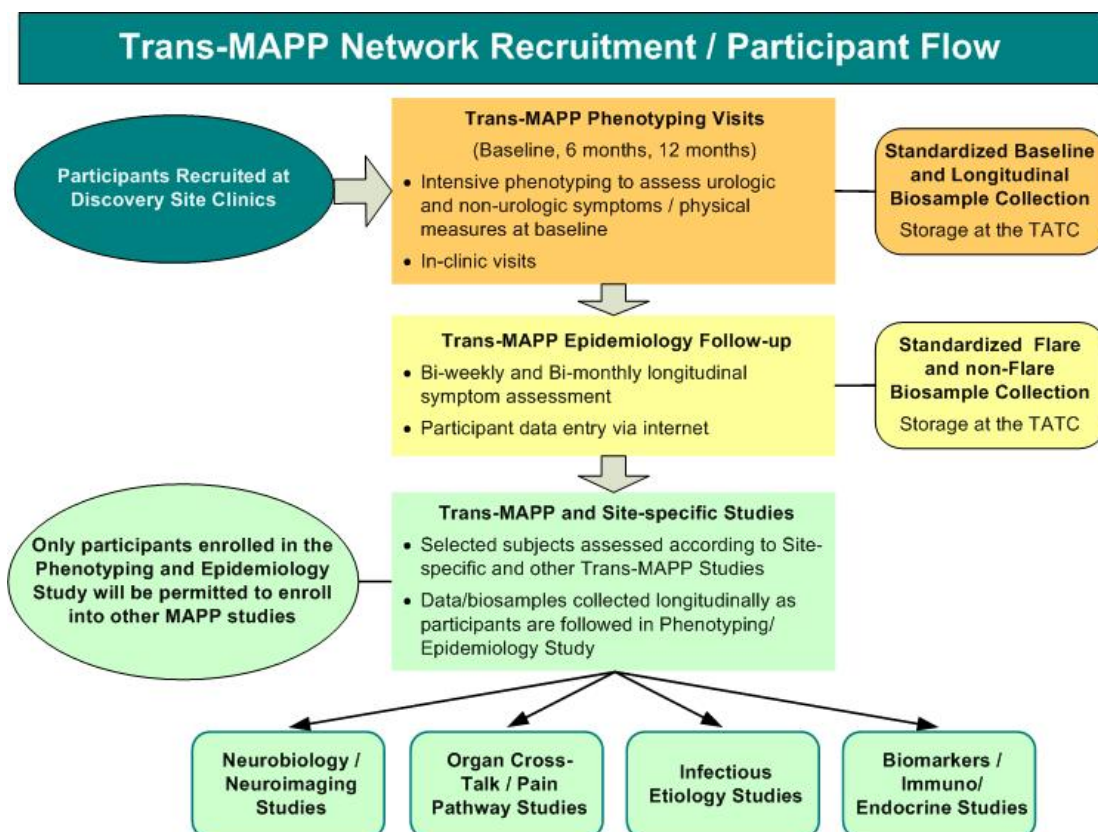 Trans-MAPP Network Recruitment / Participant Flow
Participants Recruited at
Discovery Site Clinics
Trans-MAPP Phenotyping Visits
(Baseline, 6 months, 12 months)
• Intensive phenotyping to assess urologic
and non-urologic symptoms / physical
measures at baseline
• In-clinic visits
Standardized Baseline
and Longitudinal
Biosample Collection
Storage at the TATC
Trans-MAPP Epidemiology Follow-up
• Bi-weekly and Bi-monthly longitudinal
symptom assessment
• Participant data entry via internet
Standardized Flare
and non-Flare
Biosample Collection
Storage at the TATC
Only participants enrolled in the
Phenotyping and Epidemiology
Study will be permitted to enroll
into other MAPP studies
Trans-MAPP and Site-specific Studies
• Selected subjects assessed according to Site-
specific and other Trans-MAPP Studies
• Data/biosamples collected longitudinally as
participants are followed in Phenotyping/
Epidemiology Study
Neurobiology /
Neuroimaging
Studies
Organ Cross-
Talk / Pain
Pathway Studies
Infectious
Etiology Studies
Biomarkers /
Immuno/
Endocrine Studies